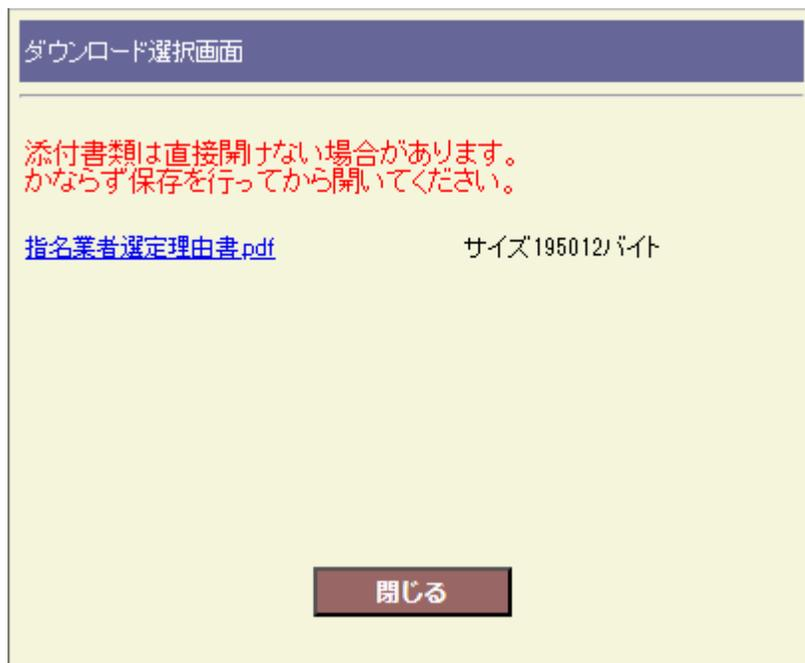 ダウンロード選択画面
添付書類は直接開けない場合があります。
かならず保存を行ってから開いてください。
指名業者選定理由書.pdf サイズ195012バイト
閉じる